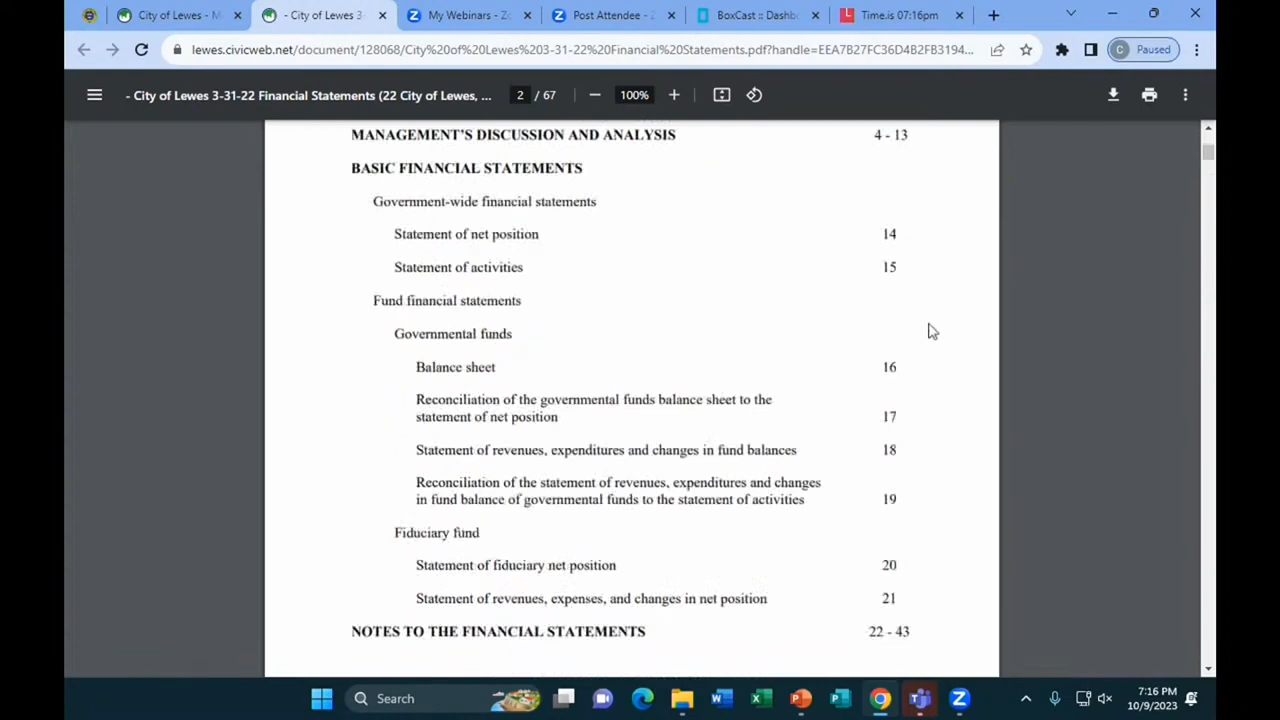 City of Lewes - M
- City of Lewes 3-
My Webinars - Zo
Post Attendee - Z
BoxCast :: Dashb
Time.is 07:16pm
lewes.civicweb.net/document/128068/City%20of%20Lewes%203-31-22%20Financial%20Statements.pdf?handle=EEA7B27FC36D4B2FB3194...
C Paused
- City of Lewes 3-31-22 Financial Statements (22 City of Lewes, ...
2 / 67
100%
MANAGEMENT'S DISCUSSION AND ANALYSIS 4 - 13
BASIC FINANCIAL STATEMENTS
Government-wide financial statements
Statement of net position 14
Statement of activities 15
Fund financial statements
Governmental funds
Balance sheet 16
Reconciliation of the governmental funds balance sheet to the
statement of net position 17
Statement of revenues, expenditures and changes in fund balances 18
Reconciliation of the statement of revenues, expenditures and changes
in fund balance of governmental funds to the statement of activities 19
Fiduciary fund
Statement of fiduciary net position 20
Statement of revenues, expenses, and changes in net position 21
NOTES TO THE FINANCIAL STATEMENTS 22 - 43
Search
7:16 PM
10/9/2023